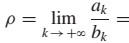 ρ = lim_{k→+∞} a_k / b_k =